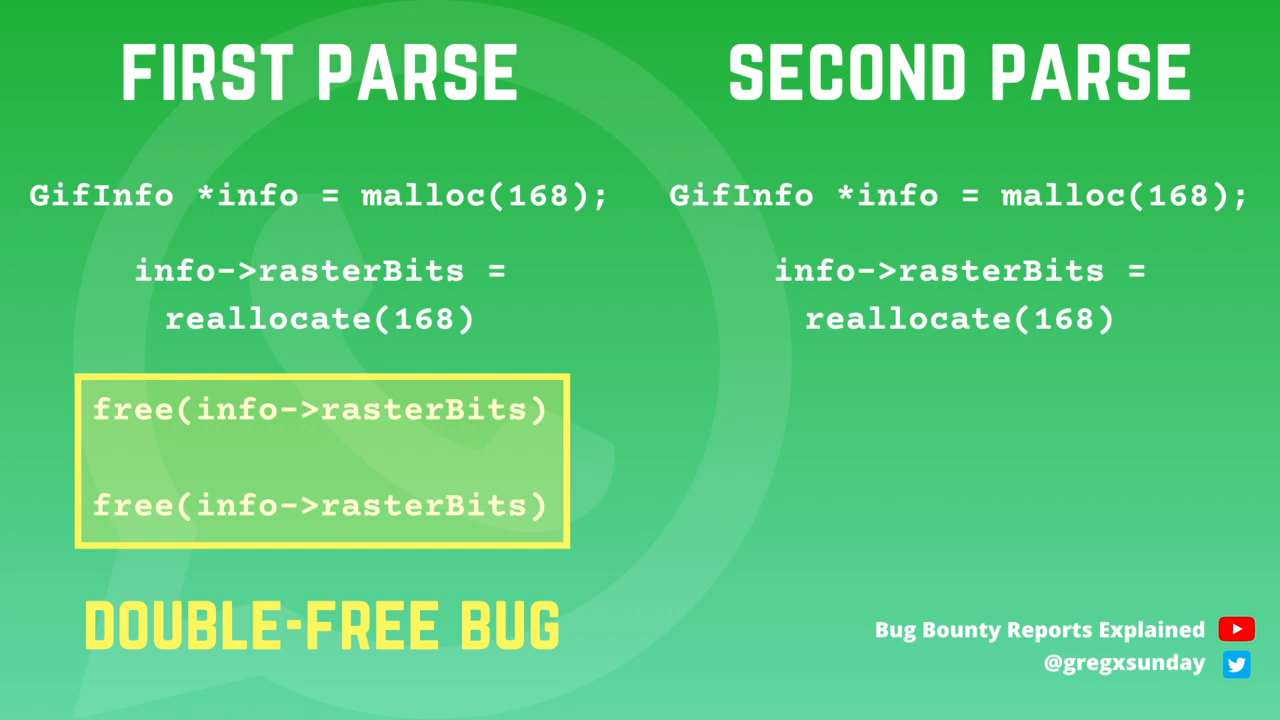 FIRST PARSE
GifInfo *info = malloc(168);
info->rasterBits =
reallocate(168)
free(info->rasterBits)
free(info->rasterBits)
DOUBLE-FREE BUG
SECOND PARSE
GifInfo *info = malloc(168);
info->rasterBits =
reallocate(168)
Bug Bounty Reports Explained
@gregxsunday